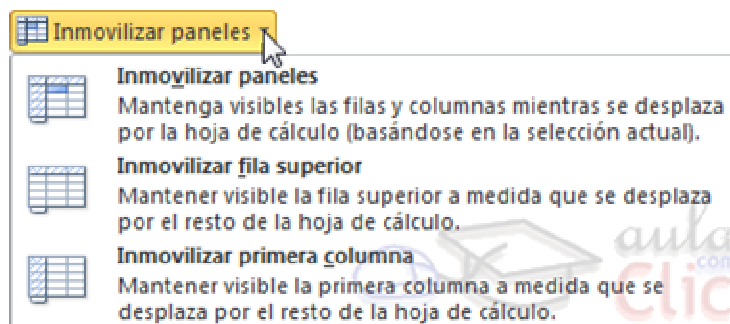 Inmovilizar paneles
Inmovilizar paneles
Mantenga visibles las filas y columnas mientras se desplaza
por la hoja de cálculo (basándose en la selección actual).
Inmovilizar fila superior
Mantener visible la fila superior a medida que se desplaza
por el resto de la hoja de cálculo.
Inmovilizar primera columna
Mantener visible la primera columna a medida que se
desplaza por el resto de la hoja de cálculo.
aula
com
Clic